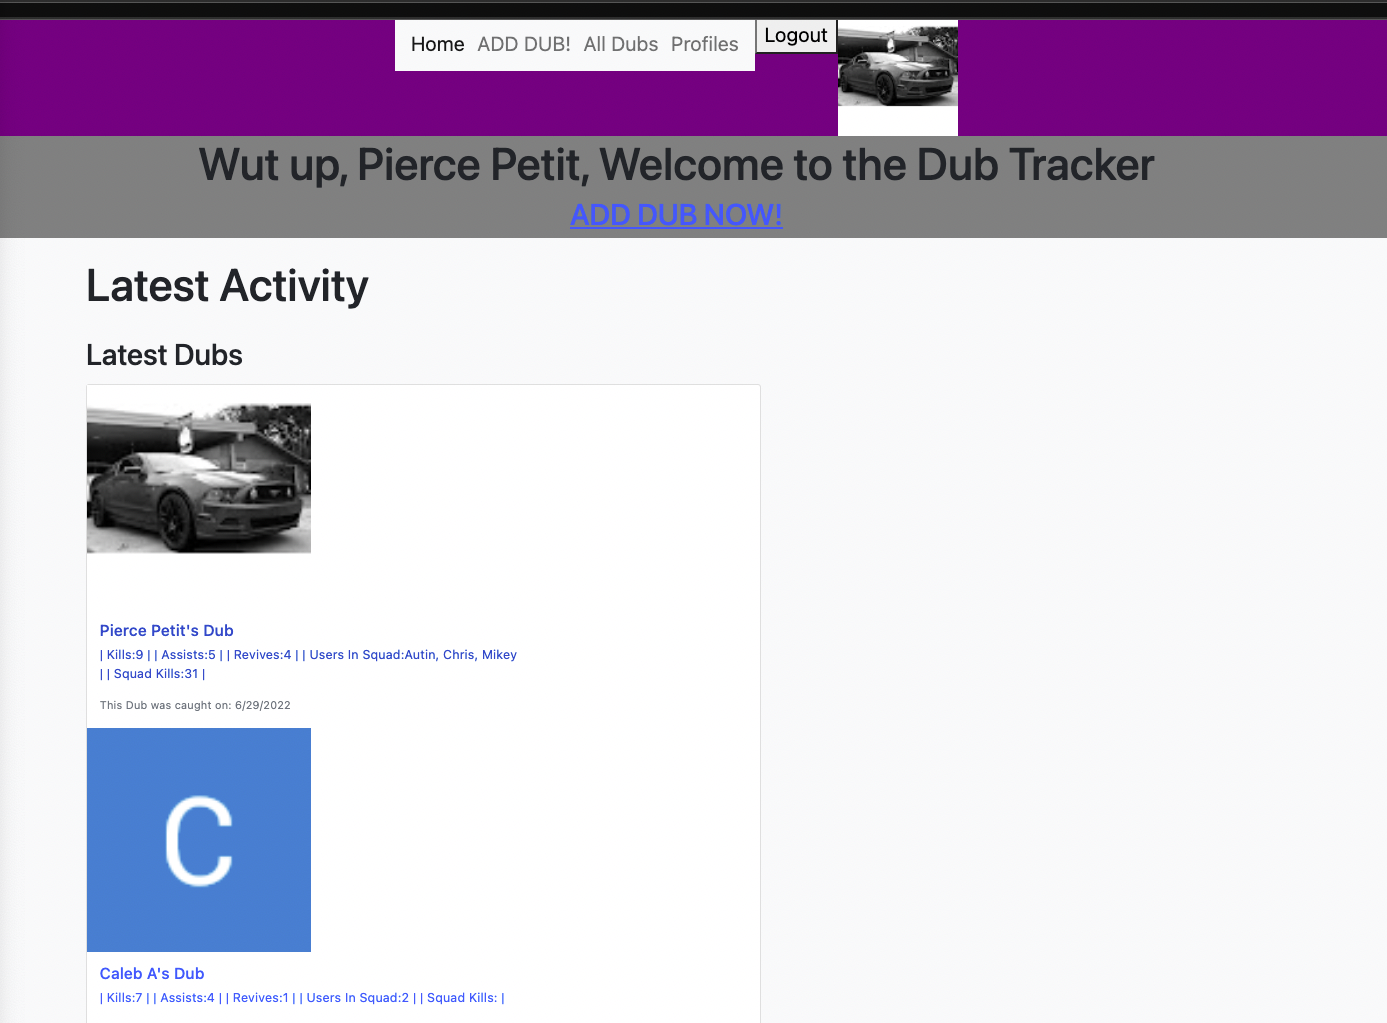 Home ADD DUB! All Dubs Profiles Logout
Wut up, Pierce Petit, Welcome to the Dub Tracker
ADD DUB NOW!
Latest Activity
Latest Dubs
Pierce Petit's Dub
| Kills:9 | | Assists:5 | | Revives:4 | | Users In Squad:Autin, Chris, Mikey
| | Squad Kills:31 |
This Dub was caught on: 6/29/2022
C
Caleb A's Dub
| Kills:7 | | Assists:4 | | Revives:1 | | Users In Squad:2 | | Squad Kills: |